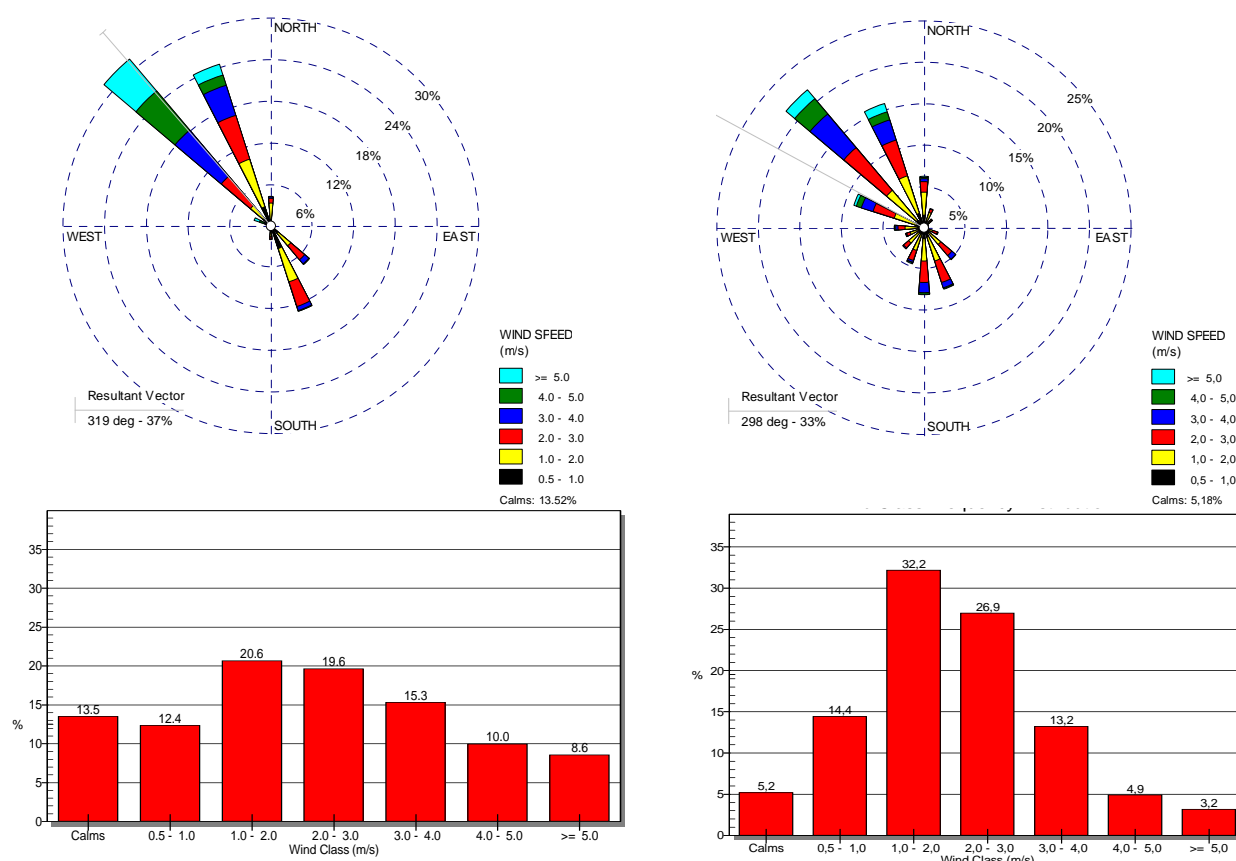 NORTH
30%
24%
18%
12%
6%
WEST
EAST
SOUTH
WIND SPEED
(m/s)
>= 5.0
4.0 - 5.0
3.0 - 4.0
2.0 - 3.0
1.0 - 2.0
0.5 - 1.0
Calms: 13.52%
Resultant Vector
319 deg - 37%
NORTH
25%
20%
15%
10%
5%
WEST
EAST
SOUTH
WIND SPEED
(m/s)
>= 5,0
4,0 - 5,0
3,0 - 4,0
2,0 - 3,0
1,0 - 2,0
0,5 - 1,0
Calms: 5,18%
Resultant Vector
298 deg - 33%
35
30
25
20
15
10
5
0
%
13.5
12.4
20.6
19.6
15.3
10.0
8.6
Calms
0.5 - 1.0
1.0 - 2.0
2.0 - 3.0
3.0 - 4.0
4.0 - 5.0
>= 5.0
Wind Class (m/s)
35
30
25
20
15
10
5
0
%
5,2
14,4
32,2
26,9
13,2
4,9
3,2
Calms
0,5 - 1,0
1,0 - 2,0
2,0 - 3,0
3,0 - 4,0
4,0 - 5,0
>= 5,0
Wind Class (m/s)